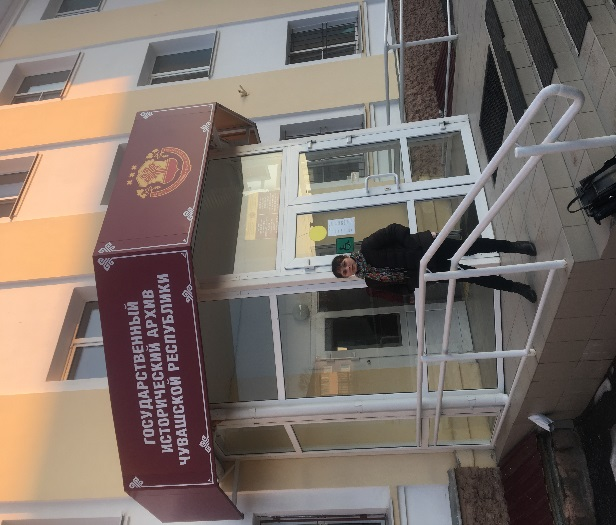 ГОСУДАРСТВЕННЫЙ
ИСТОРИЧЕСКИЙ АРХИВ
ЧУВАШСКОЙ РЕСПУБЛИКИ